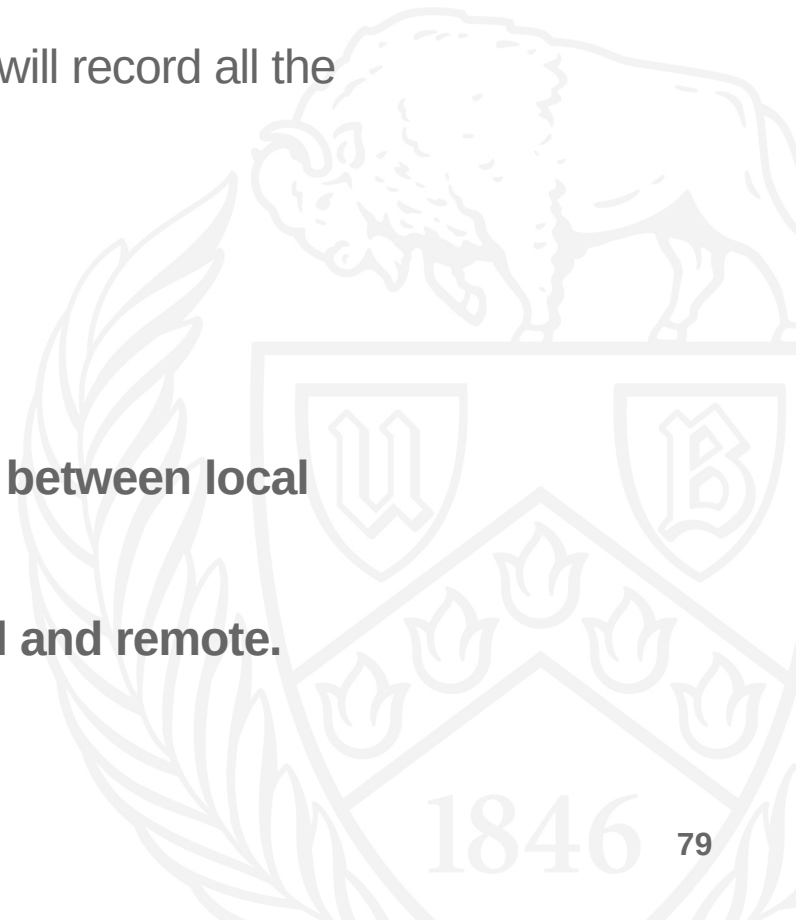 will record all the
between local
and remote.
U B
1846
79